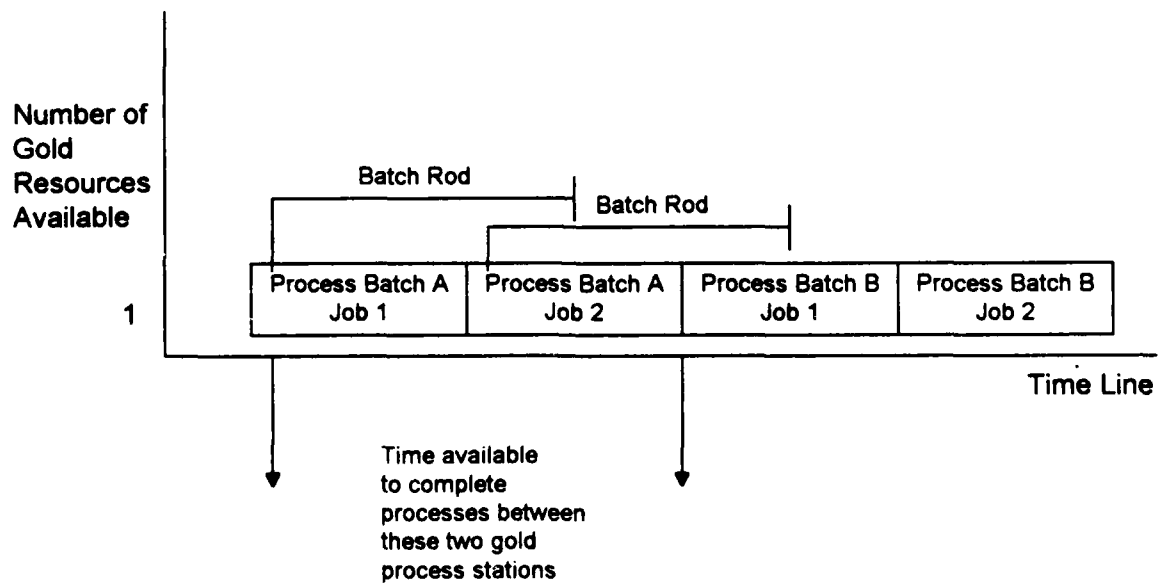 Number of
Gold
Resources
Available
Batch Rod
Batch Rod
Process Batch A
Job 1
Process Batch A
Job 2
Process Batch B
Job 1
Process Batch B
Job 2
1
Time Line
Time available
to complete
processes between
these two gold
process stations